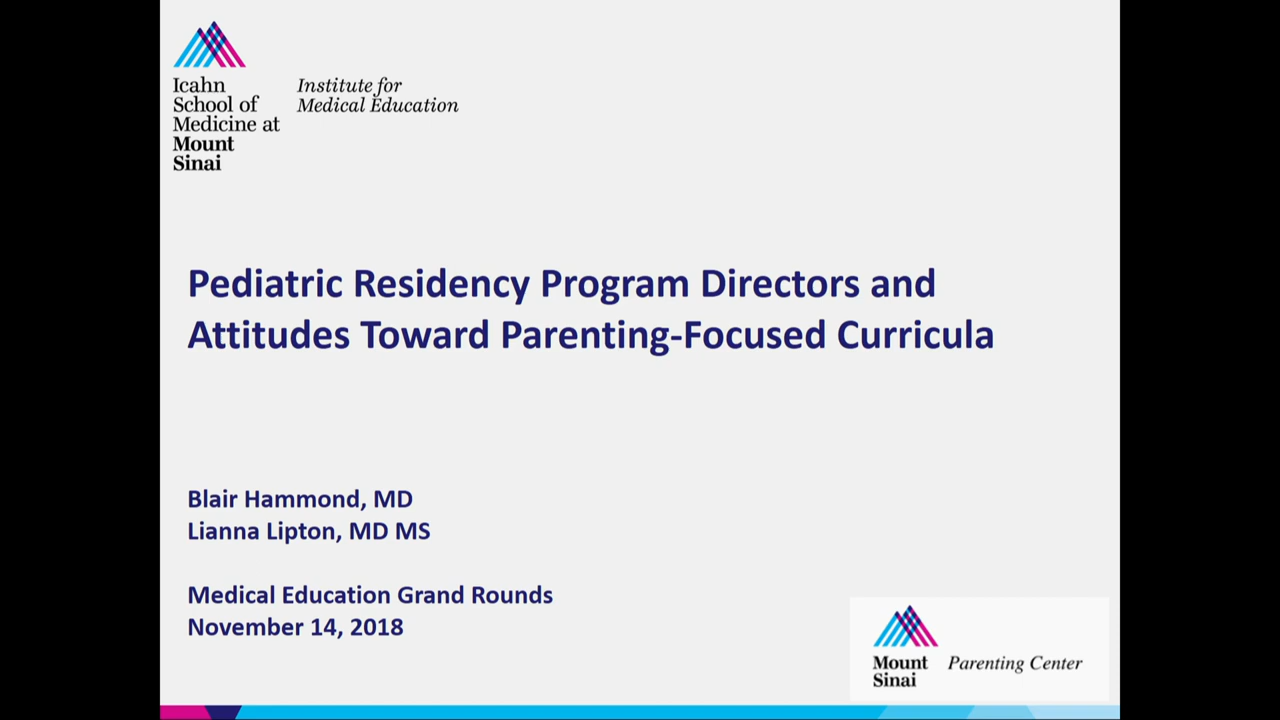 Icahn
School of
Medicine at
Mount
Sinai
Institute for
Medical Education
Pediatric Residency Program Directors and
Attitudes Toward Parenting-Focused Curricula
Blair Hammond, MD
Lianna Lipton, MD MS
Medical Education Grand Rounds
November 14, 2018
Mount
Sinai
Parenting Center